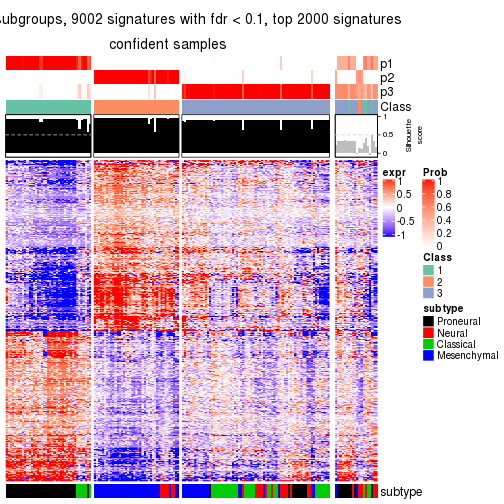 subgroups, 9002 signatures with fdr < 0.1, top 2000 signatures
confident samples
p1
p2
p3
Class
1
0.5
0
Silhouette
score
expr
1
0.5
0
-0.5
-1
Prob
1
0.8
0.6
0.4
0.2
0
Class
1
2
3
subtype
Proneural
Neural
Classical
Mesenchymal
subtype